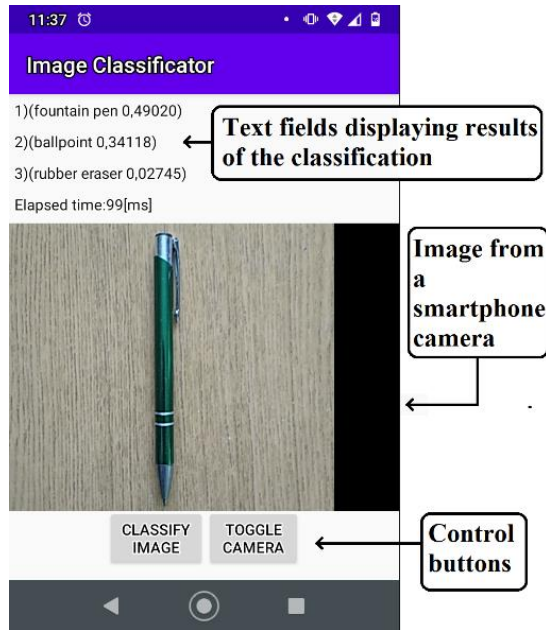 11:37
Image Classificator
1)(fountain pen 0,49020)
2)(ballpoint 0,34118)
3)(rubber eraser 0,02745)
Elapsed time:99[ms]
Text fields displaying results
of the classification
Image from
a
smartphone
camera
CLASSIFY
IMAGE
TOGGLE
CAMERA
Control
buttons